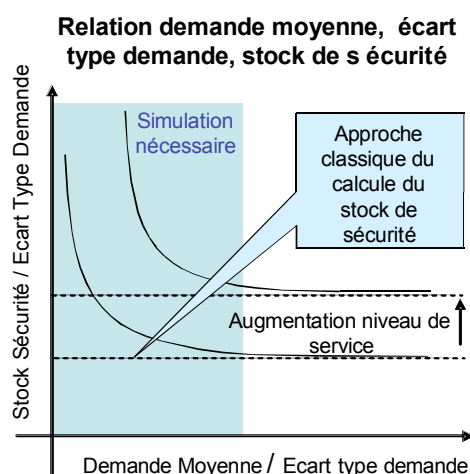 Relation demande moyenne, écart
type demande, stock de s écurité
Stock Sécurité / Ecart Type Demande
Simulation
nécessaire
Approche
classique du
calcule du
stock de
sécurité
Augmentation niveau de
service
Demande Moyenne / Ecart type demande